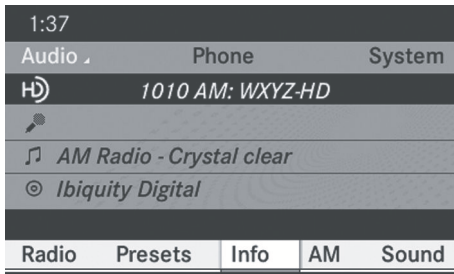 1:37
Audio Phone System
HD 1010 AM: WXYZ-HD
AM Radio - Crystal clear
Ibiquity Digital
Radio Presets Info AM Sound